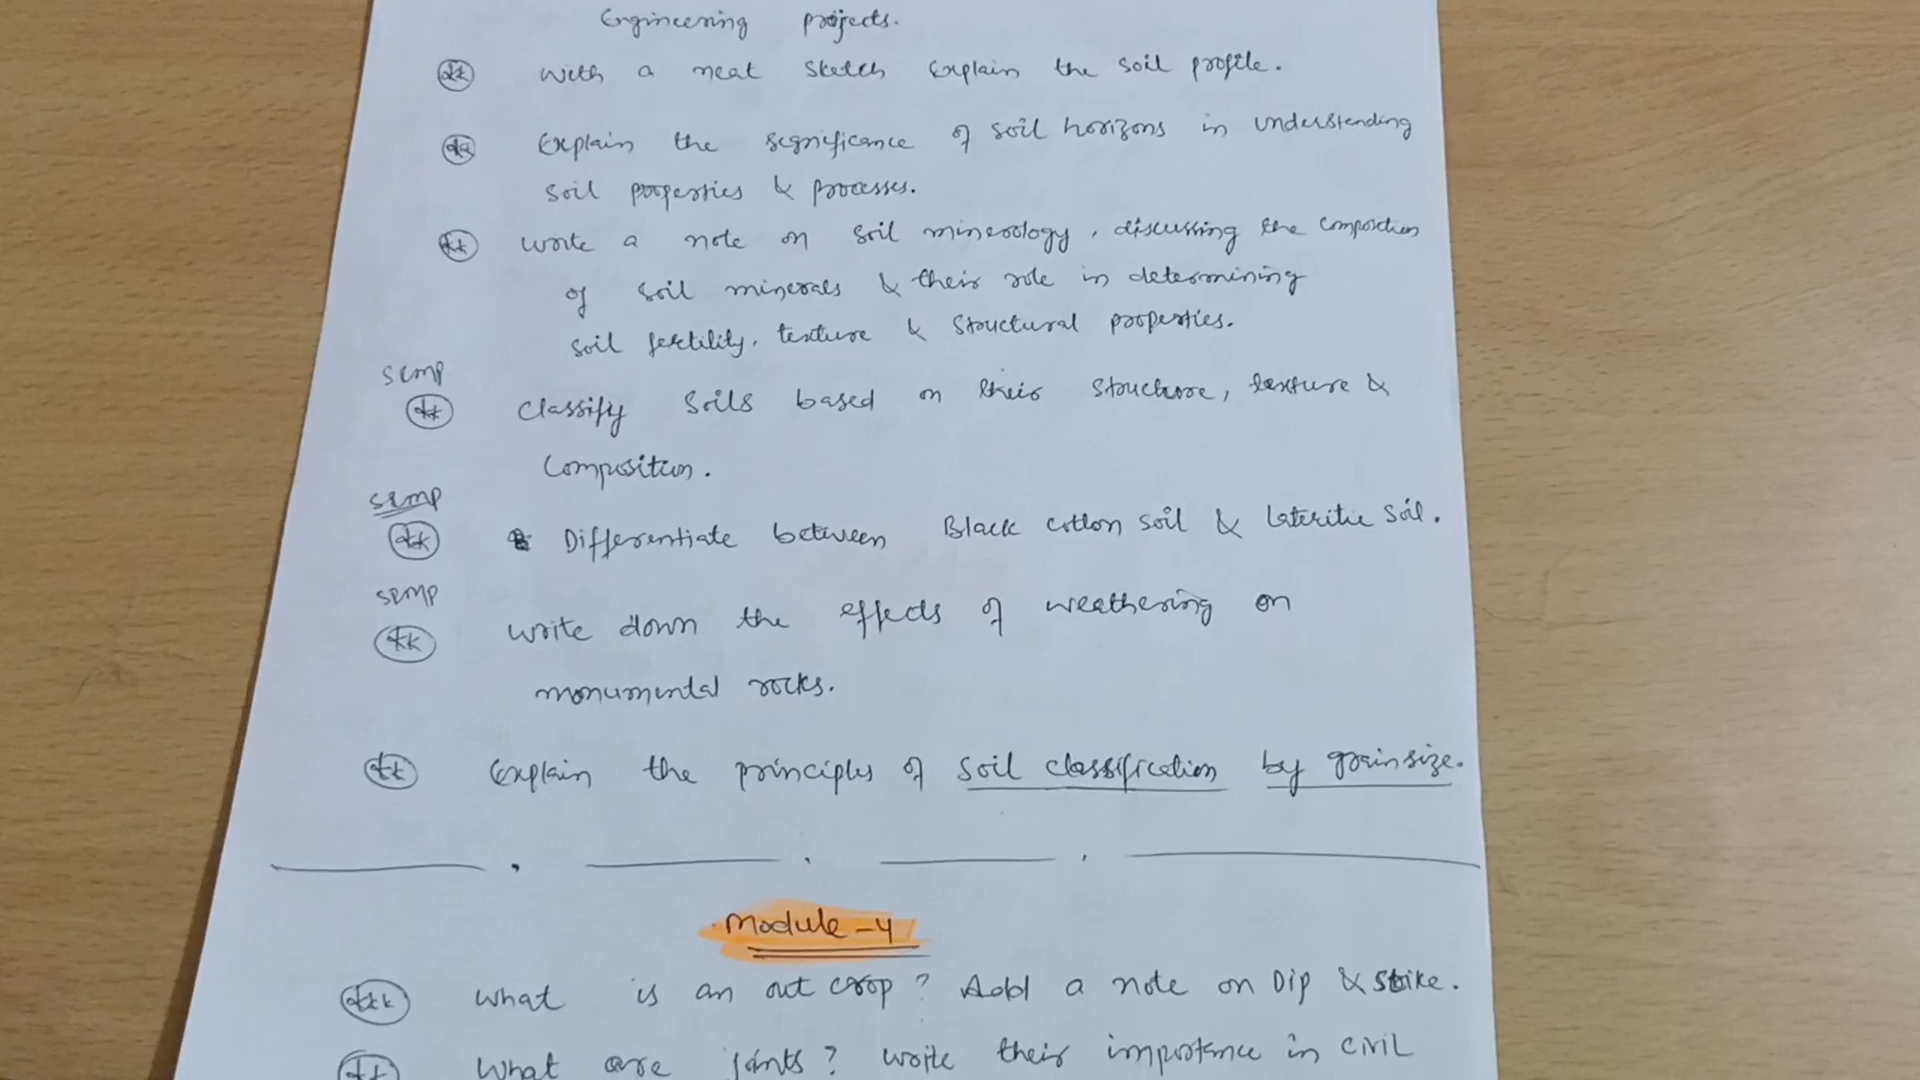 Engineering projects.
** With a neat sketch explain the soil profile.
** Explain the significance of soil horizons in understanding
soil properties & processes.
** Write a note on soil minerology, discussing the composition
of soil minerals & their role in determining
soil fertility, texture & structural properties.
SIMP
** Classify soils based on their structure, texture &
Composition.
SIMP
** Differentiate between Black cotton soil & Lateritic soil.
SIMP
** Write down the effects of weathering on
monumental rocks.
** Explain the principles of soil classification by grainsize.
Module-4
*** What is an out crop? Add a note on Dip & strike.
** What are joints? Write their importance in civil